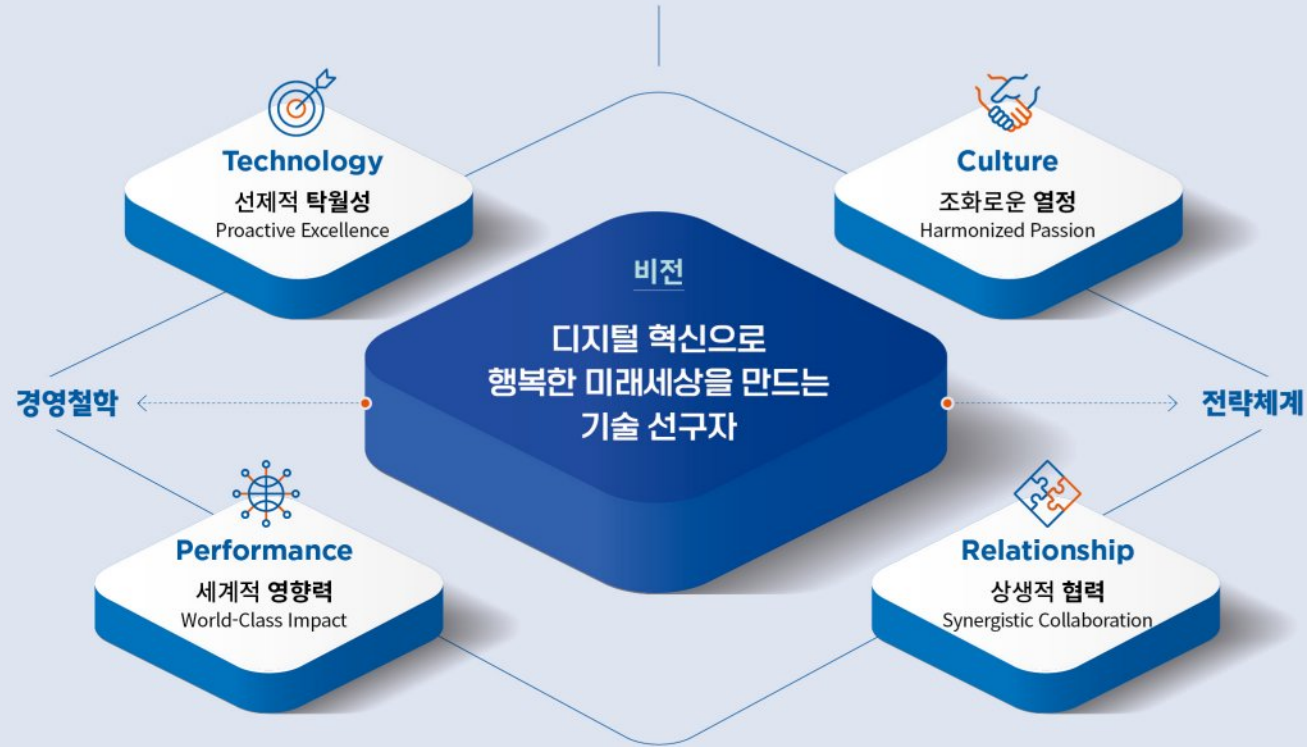 Technology
선제적 탁월성
Proactive Excellence
Culture
조화로운 열정
Harmonized Passion
비전
디지털 혁신으로
행복한 미래세상을 만드는
기술 선구자
경영철학
전략체계
Performance
세계적 영향력
World-Class Impact
Relationship
상생적 협력
Synergistic Collaboration